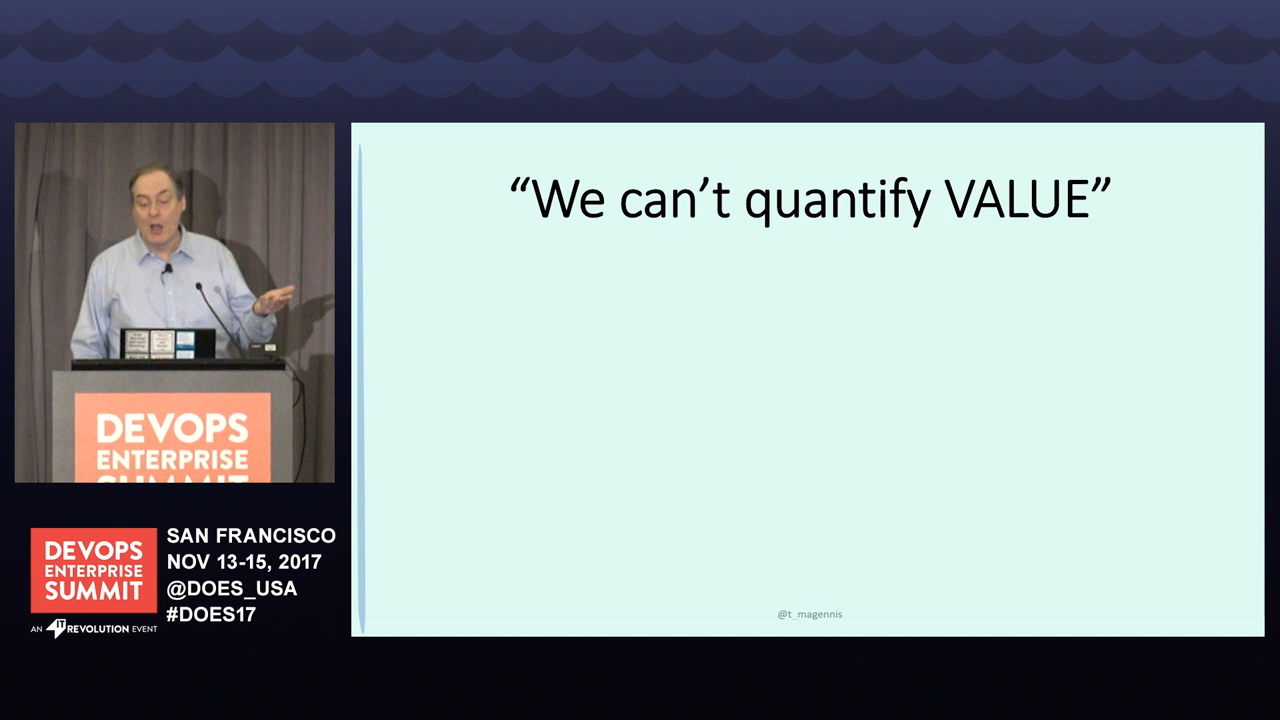 “We can’t quantify VALUE”
@t_magennis
DEVOPS
ENTERPRISE
SUMMIT
DEVOPS
ENTERPRISE
SUMMIT
AN IT REVOLUTION EVENT
SAN FRANCISCO
NOV 13-15, 2017
@DOES_USA
#DOES17